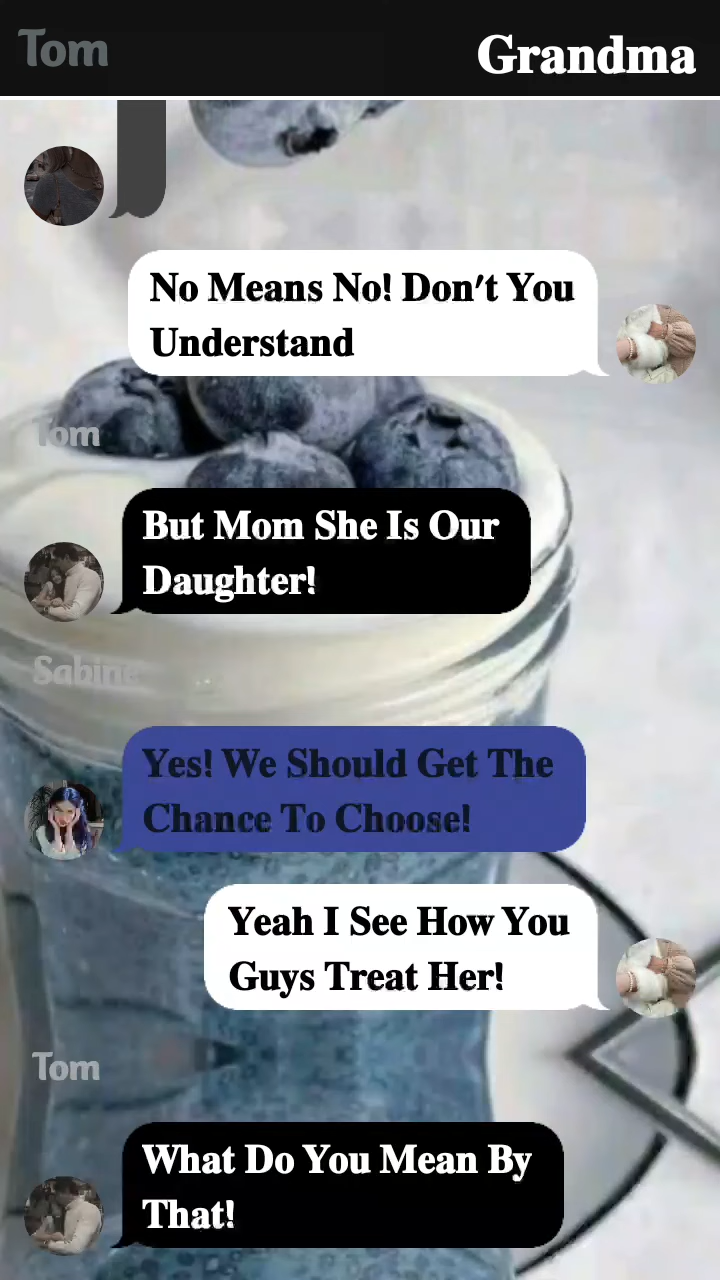 Tom
Grandma
No Means No! Don't You
Understand
Tom
But Mom She Is Our
Daughter!
Sabine
Yes! We Should Get The
Chance To Choose!
Yeah I See How You
Guys Treat Her!
Tom
What Do You Mean By
That!